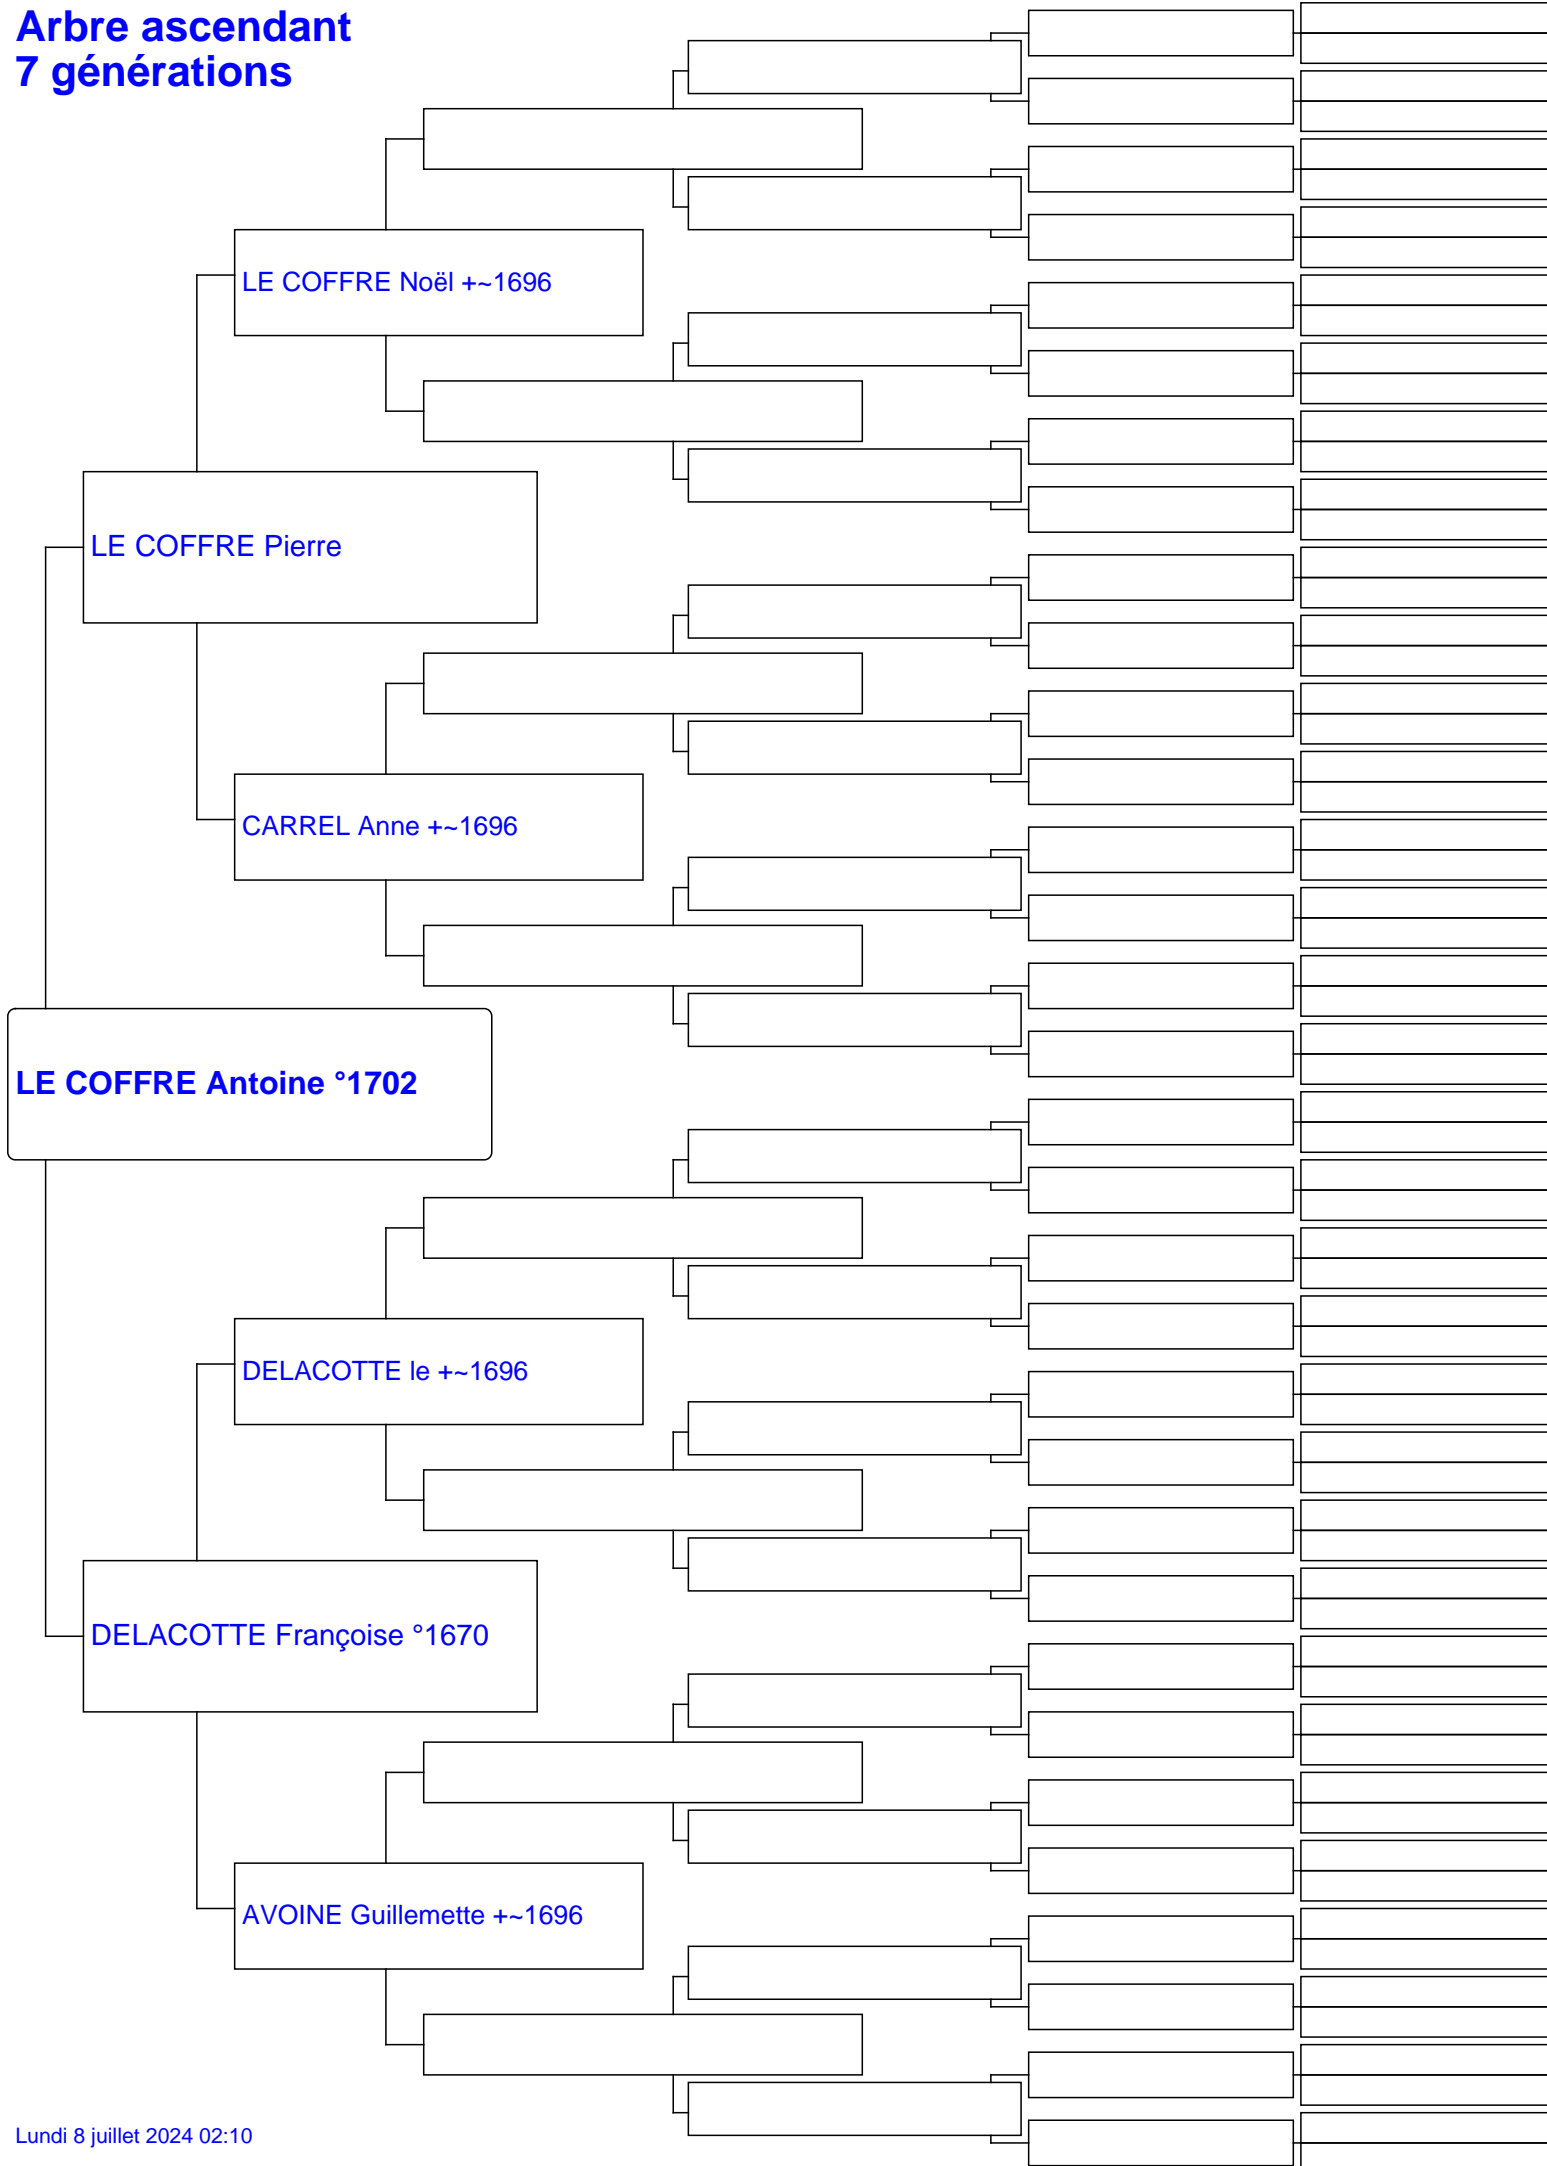 Arbre ascendant
7 générations
LE COFFRE Noël +~1696
LE COFFRE Pierre
CARREL Anne +~1696
LE COFFRE Antoine °1702
DELACOTTE le +~1696
DELACOTTE Françoise °1670
AVOINE Guillemette +~1696
Lundi 8 juillet 2024 02:10